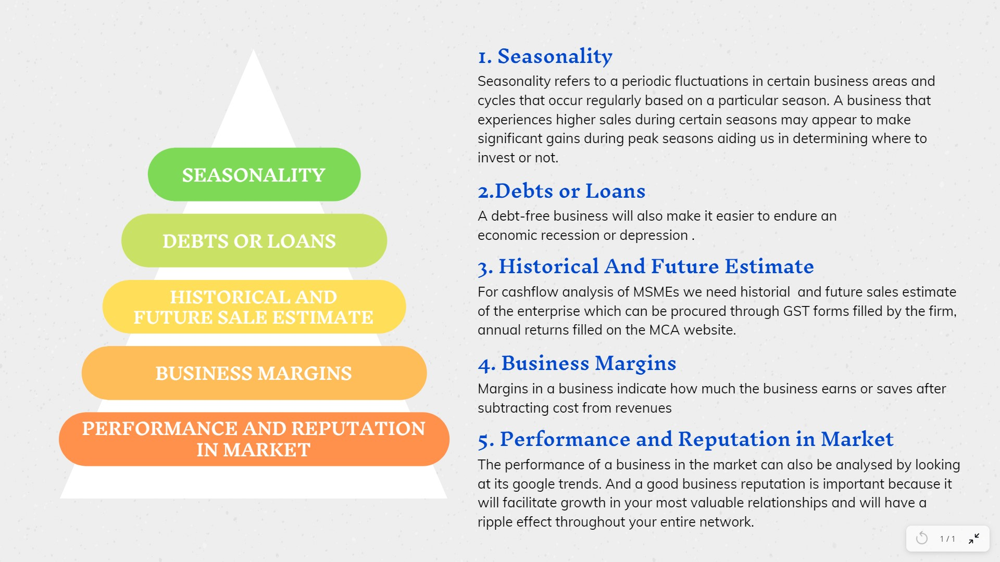 SEASONALITY
DEBTS OR LOANS
HISTORICAL AND
FUTURE SALE ESTIMATE
BUSINESS MARGINS
PERFORMANCE AND REPUTATION
IN MARKET
1. Seasonality
Seasonality refers to a periodic fluctuations in certain business areas and
cycles that occur regularly based on a particular season. A business that
experiences higher sales during certain seasons may appear to make
significant gains during peak seasons aiding us in determining where to
invest or not.
2.Debts or Loans
A debt-free business will also make it easier to endure an
economic recession or depression .
3. Historical And Future Estimate
For cashflow analysis of MSMEs we need historial  and future sales estimate
of the enterprise which can be procured through GST forms filled by the firm,
annual returns filled on the MCA website.
4. Business Margins
Margins in a business indicate how much the business earns or saves after
subtracting cost from revenues
5. Performance and Reputation in Market
The performance of a business in the market can also be analysed by looking
at its google trends. And a good business reputation is important because it
will facilitate growth in your most valuable relationships and will have a
ripple effect throughout your entire network.
1 / 1